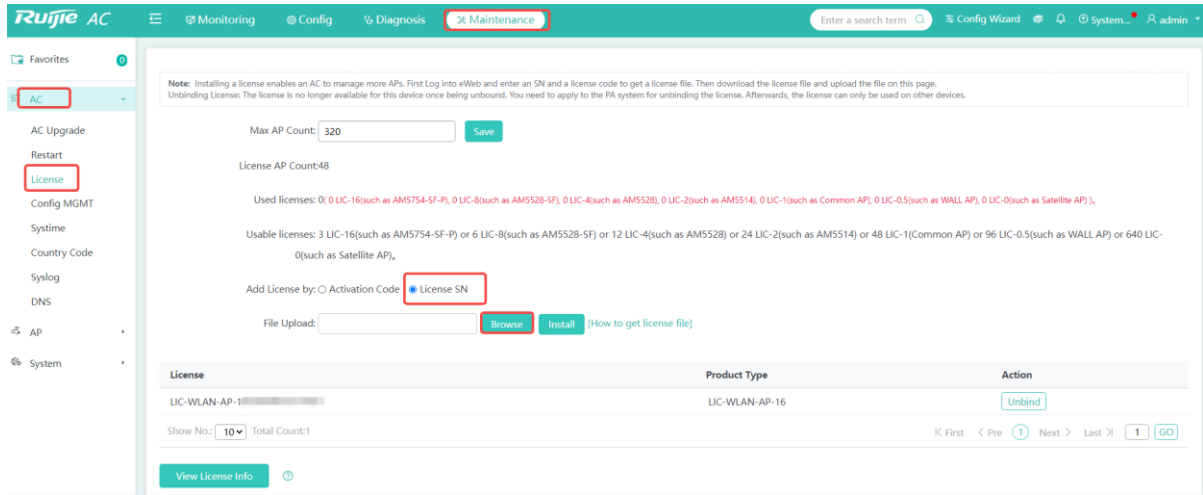 Ruijie AC
Monitoring
Config
Diagnosis
Maintenance
Enter a search term
Config Wizard
System...
admin
Favorites
0
AC
AC Upgrade
Restart
License
Config MGMT
Systime
Country Code
Syslog
DNS
AP
System
Note: Installing a license enables an AC to manage more APs. First Log into eWeb and enter an SN and a license code to get a license file. Then download the license file and upload the file on this page.
Unbinding License: The license is no longer available for this device once being unbound. You need to apply to the PA system for unbinding the license. Afterwards, the license can only be used on other devices.
Max AP Count: 320 Save
License AP Count:48
Used licenses: 0( 0 LIC-16(such as AM5754-SF-P), 0 LIC-8(such as AM5528-SF), 0 LIC-4(such as AM5528), 0 LIC-2(such as AM5514), 0 LIC-1(such as Common AP), 0 LIC-0.5(such as WALL AP), 0 LIC-0(such as Satellite AP) )。
Usable licenses: 3 LIC-16(such as AM5754-SF-P) or 6 LIC-8(such as AM5528-SF) or 12 LIC-4(such as AM5528) or 24 LIC-2(such as AM5514) or 48 LIC-1(Common AP) or 96 LIC-0.5(such as WALL AP) or 640 LIC-
0(such as Satellite AP)。
Add License by: Activation Code License SN
File Upload: Browse Install [How to get license file]
License Product Type Action
LIC-WLAN-AP-1 LIC-WLAN-AP-16 Unbind
Show No.: 10 Total Count:1 First Pre 1 Next Last 1 GO
View License Info